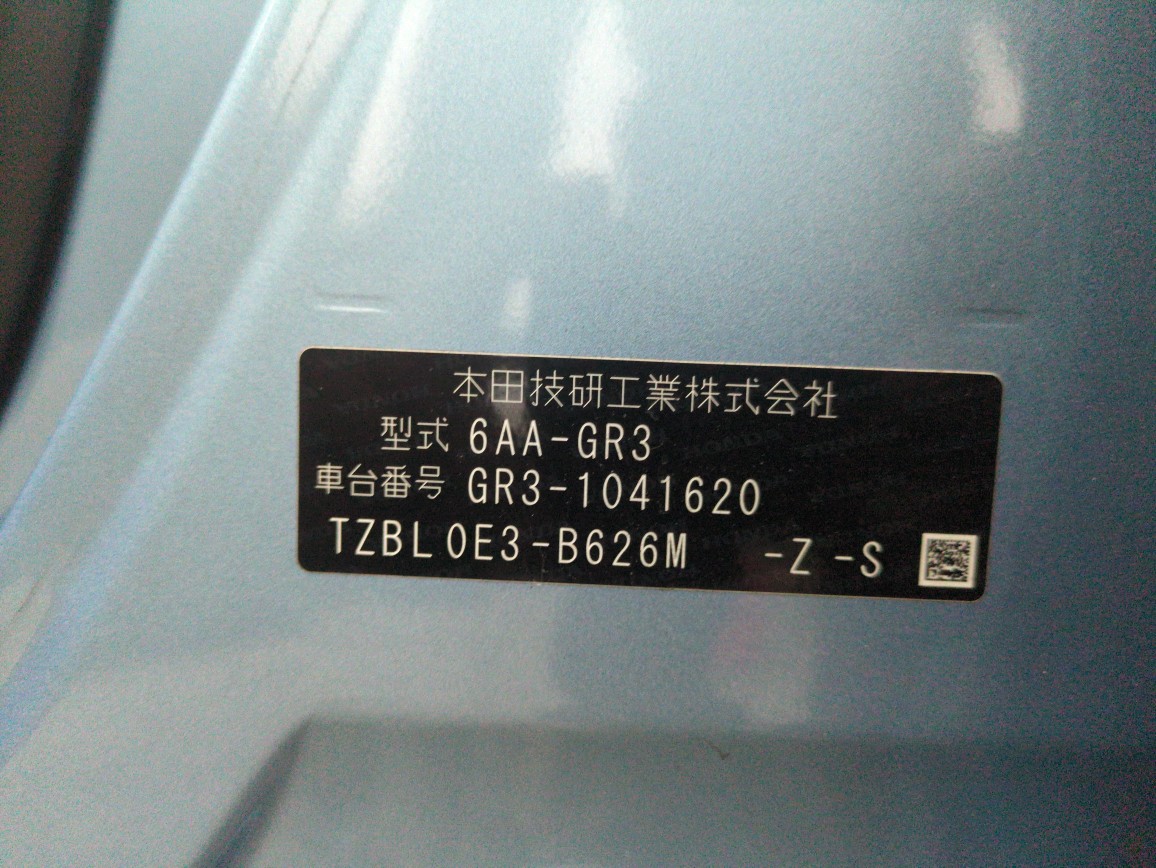 本田技研工業株式会社
型式 6AA-GR3
車台番号 GR3-1041620
TZBL0E3-B626M -Z -S